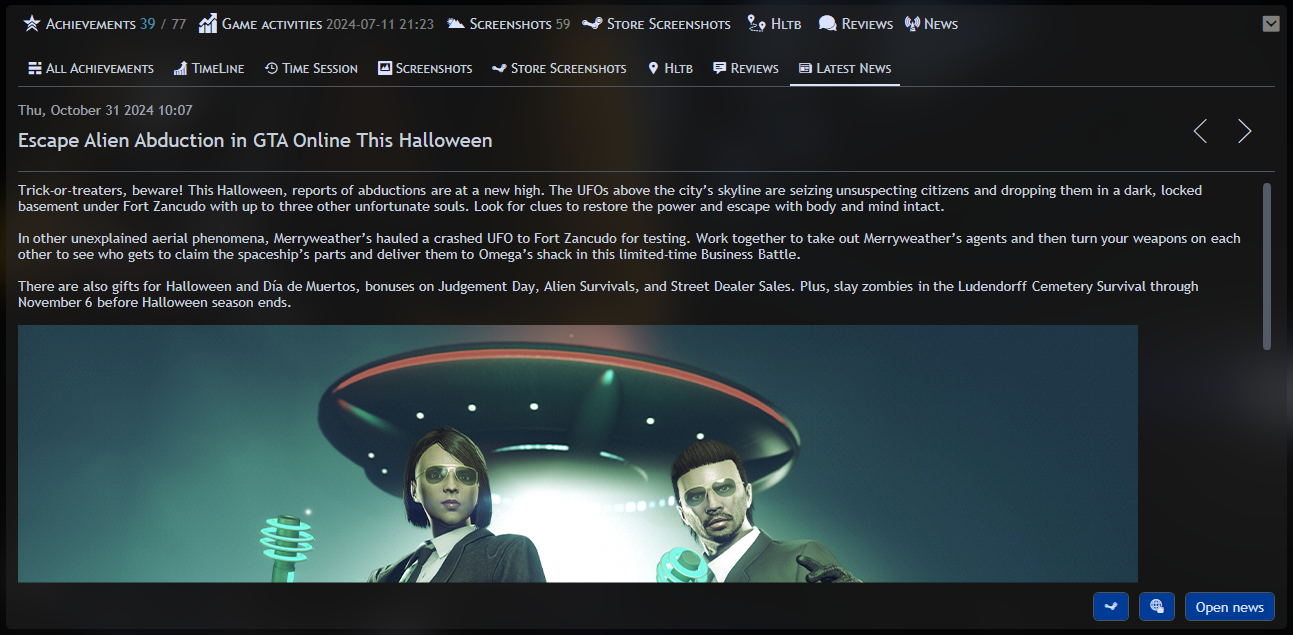 Achievements 39 / 77 Game activities 2024-07-11 21:23 Screenshots 59 Store Screenshots Hltb Reviews News
All Achievements TimeLine Time Session Screenshots Store Screenshots Hltb Reviews Latest News
Thu, October 31 2024 10:07
Escape Alien Abduction in GTA Online This Halloween
Trick-or-treaters, beware! This Halloween, reports of abductions are at a new high. The UFOs above the city’s skyline are seizing unsuspecting citizens and dropping them in a dark, locked
basement under Fort Zancudo with up to three other unfortunate souls. Look for clues to restore the power and escape with body and mind intact.
In other unexplained aerial phenomena, Merryweather’s hauled a crashed UFO to Fort Zancudo for testing. Work together to take out Merryweather’s agents and then turn your weapons on each
other to see who gets to claim the spaceship’s parts and deliver them to Omega’s shack in this limited-time Business Battle.
There are also gifts for Halloween and Día de Muertos, bonuses on Judgement Day, Alien Survivals, and Street Dealer Sales. Plus, slay zombies in the Ludendorff Cemetery Survival through
November 6 before Halloween season ends.
Open news